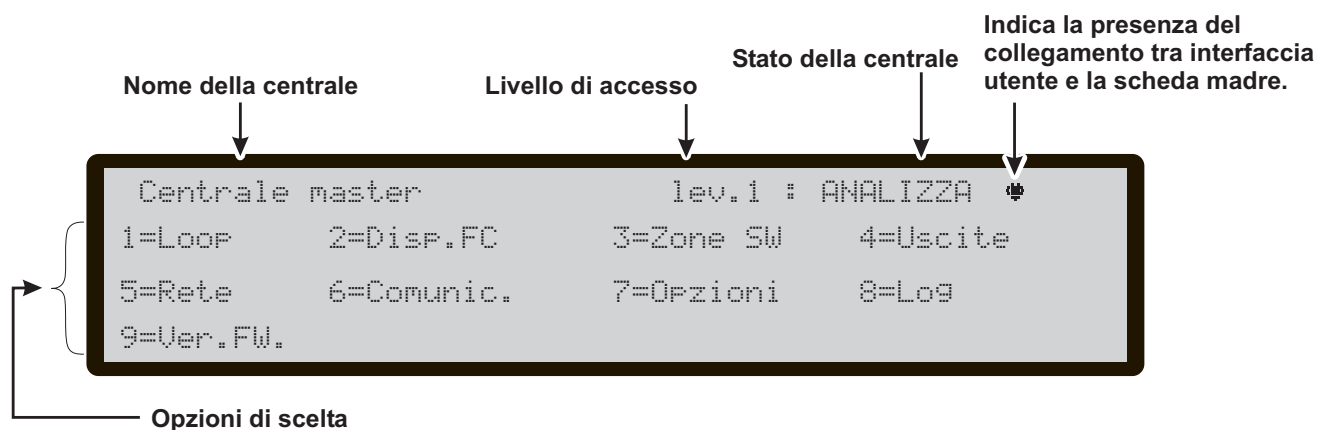 Indica la presenza del
collegamento tra interfaccia
utente e la scheda madre.
Stato della centrale
Livello di accesso
Nome della centrale
Centrale master lev.1 : ANALIZZA
1=Loop 2=Disp.FC 3=Zone SW 4=Uscite
5=Rete 6=Comunic. 7=Opzioni 8=Log
9=Ver.FW.
Opzioni di scelta